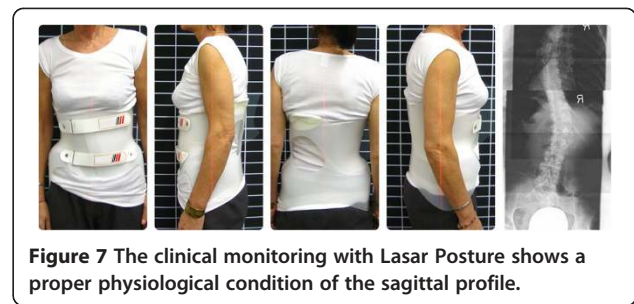 R
R
Figure 7 The clinical monitoring with Lasar Posture shows a
proper physiological condition of the sagittal profile.